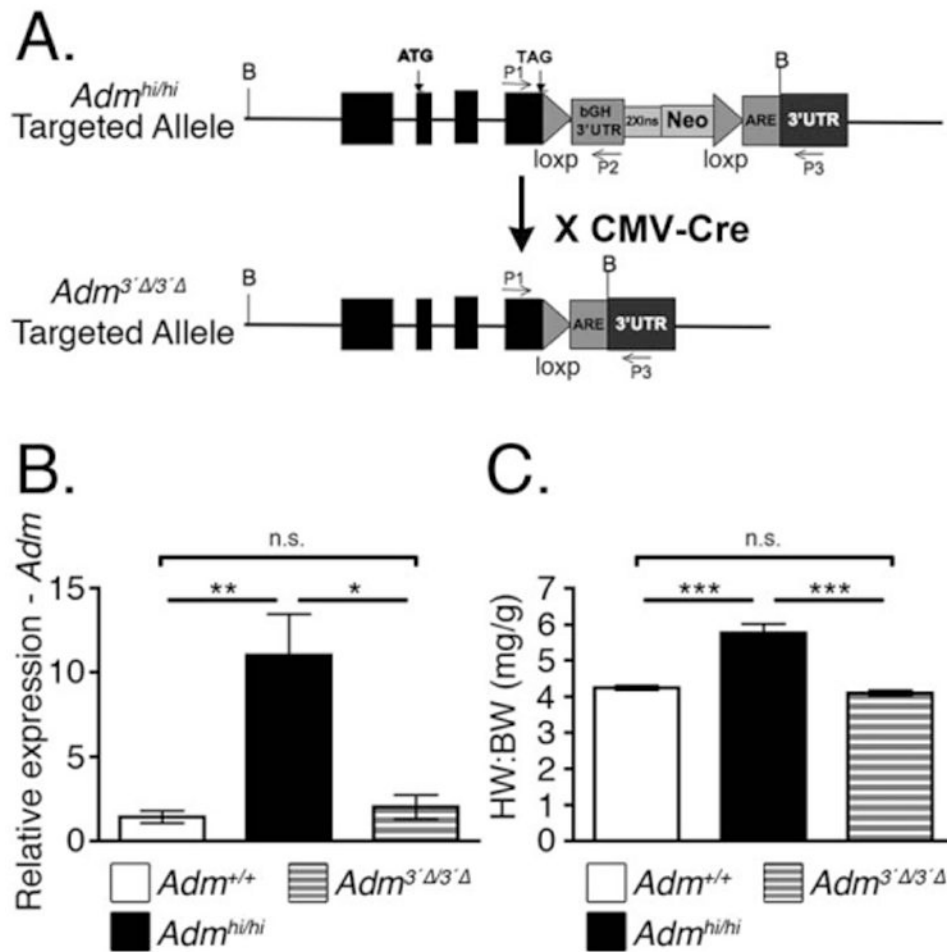 A.
ATG
TAG
B
P1
B
Adm^hi/hi
Targeted Allele
bGH
3'UTR
2XIns
Neo
ARE
3'UTR
loxp
P2
loxp
P3
X CMV-Cre
B
P1
B
Adm^3'Δ/3'Δ
Targeted Allele
ARE
3'UTR
loxp
P3
B.
n.s.
** *
Relative expression - Adm
15
10
5
0
Adm^+/+
Adm^3'Δ/3'Δ
Adm^hi/hi
C.
n.s.
*** ***
HW:BW (mg/g)
7
6
5
4
3
2
1
0
Adm^+/+
Adm^3'Δ/3'Δ
Adm^hi/hi